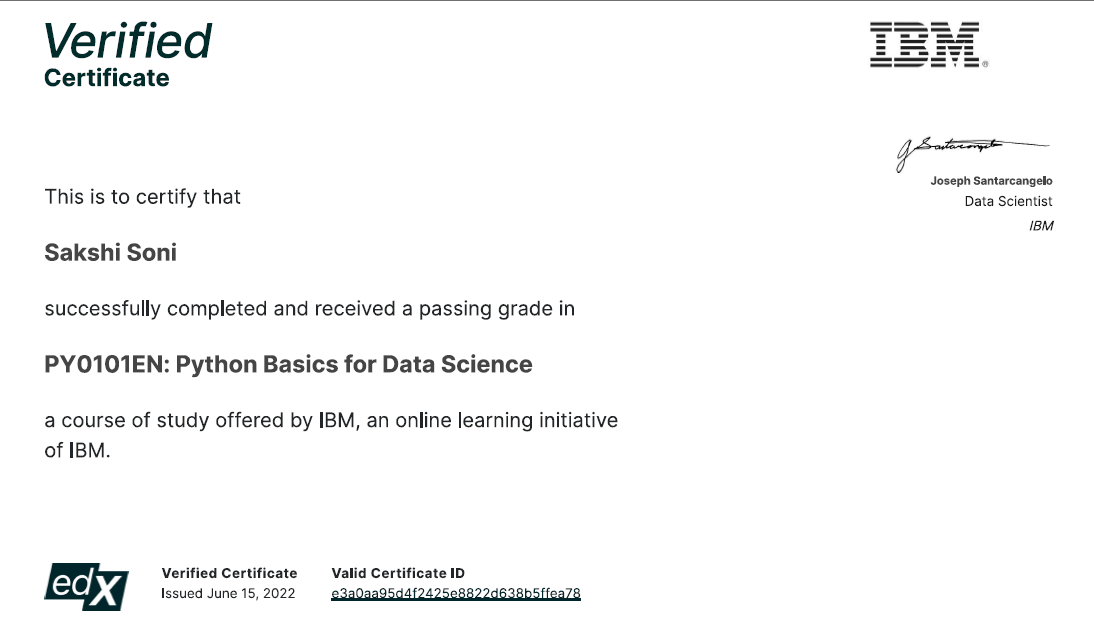 Verified
Certificate
IBM®
Joseph Santarcangelo
Data Scientist
IBM
This is to certify that
Sakshi Soni
successfully completed and received a passing grade in
PY0101EN: Python Basics for Data Science
a course of study offered by IBM, an online learning initiative
of IBM.
edX
Verified Certificate
Issued June 15, 2022
Valid Certificate ID
e3a0aa95d4f2425e8822d638b5ffea78